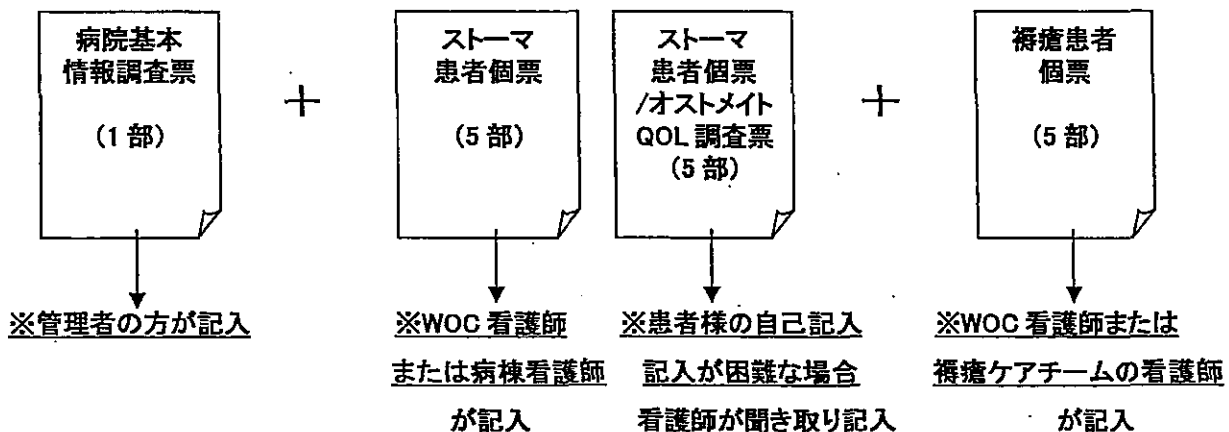 病院基本
情報調査票
(1 部)
+
ストーマ
患者個票
(5 部)
ストーマ
患者個票
/オストメイト
QOL 調査票
(5 部)
+
褥瘡患者
個票
(5 部)
※管理者の方が記入
※WOC 看護師
または病棟看護師
が記入
※患者様の自己記入
記入が困難な場合
看護師が聞き取り記入
※WOC 看護師または
褥瘡ケアチームの看護師
が記入